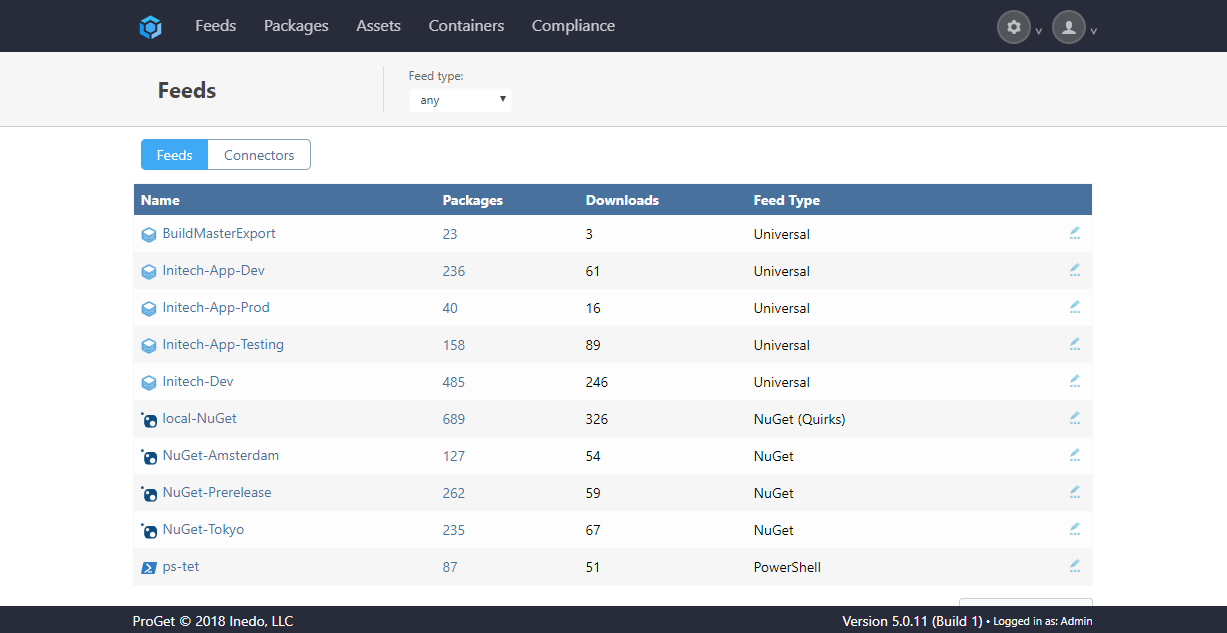 Feeds Packages Assets Containers Compliance
Feeds
Feed type:
any
Feeds Connectors
Name Packages Downloads Feed Type
BuildMasterExport 23 3 Universal
Initech-App-Dev 236 61 Universal
Initech-App-Prod 40 16 Universal
Initech-App-Testing 158 89 Universal
Initech-Dev 485 246 Universal
local-NuGet 689 326 NuGet (Quirks)
NuGet-Amsterdam 127 54 NuGet
NuGet-Prerelease 262 59 NuGet
NuGet-Tokyo 235 67 NuGet
ps-tet 87 51 PowerShell
ProGet © 2018 Inedo, LLC Version 5.0.11 (Build 1) • Logged in as: Admin